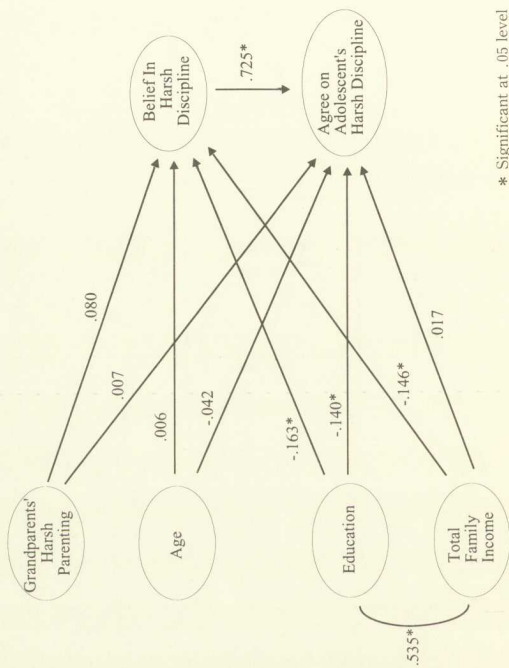 Grandparents'
Harsh
Parenting
Age
Education
Total
Family
Income
.535*
.080
.007
.006
-.042
-.163*
-.140*
-.146*
.017
Belief In
Harsh
Discipline
.725*
Agree on
Adolescent's
Harsh Discipline
* Significant at .05 level